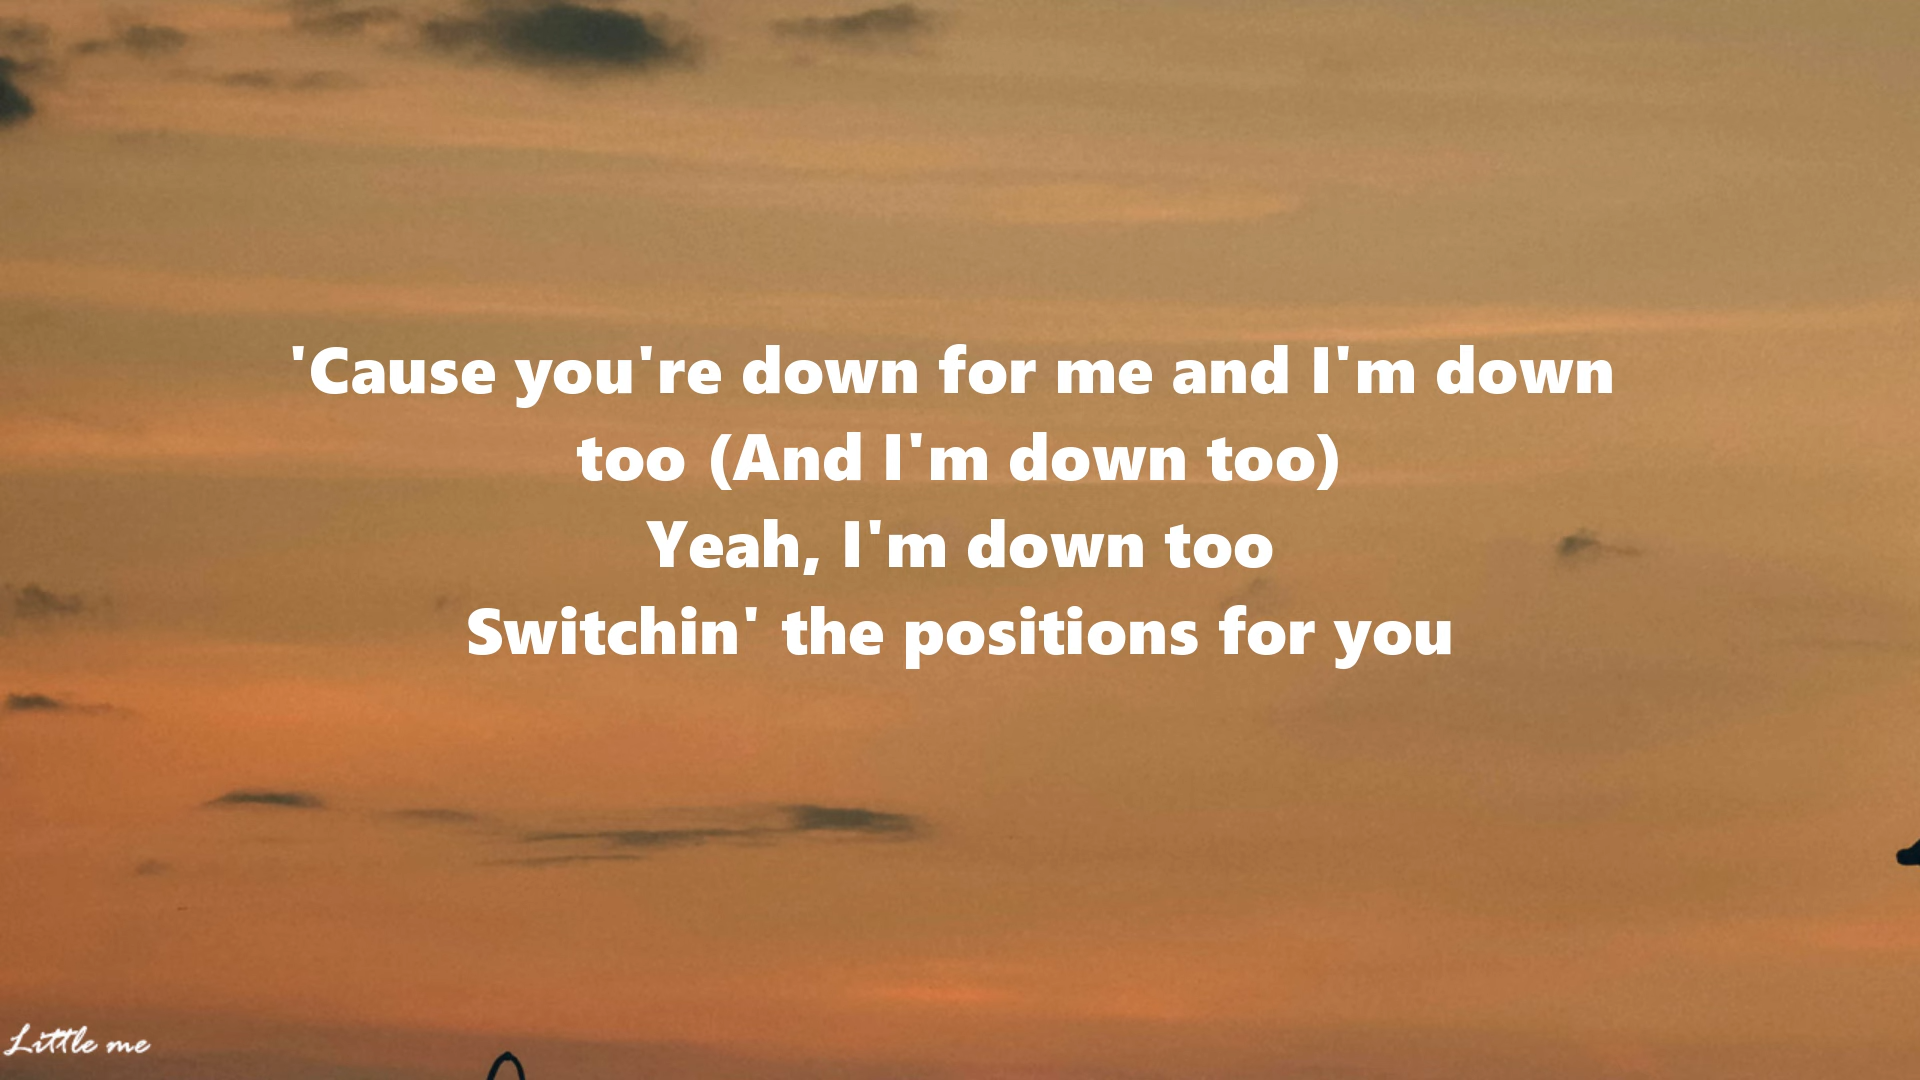 'Cause you're down for me and I'm down
too (And I'm down too)
Yeah, I'm down too
Switchin' the positions for you
Little me